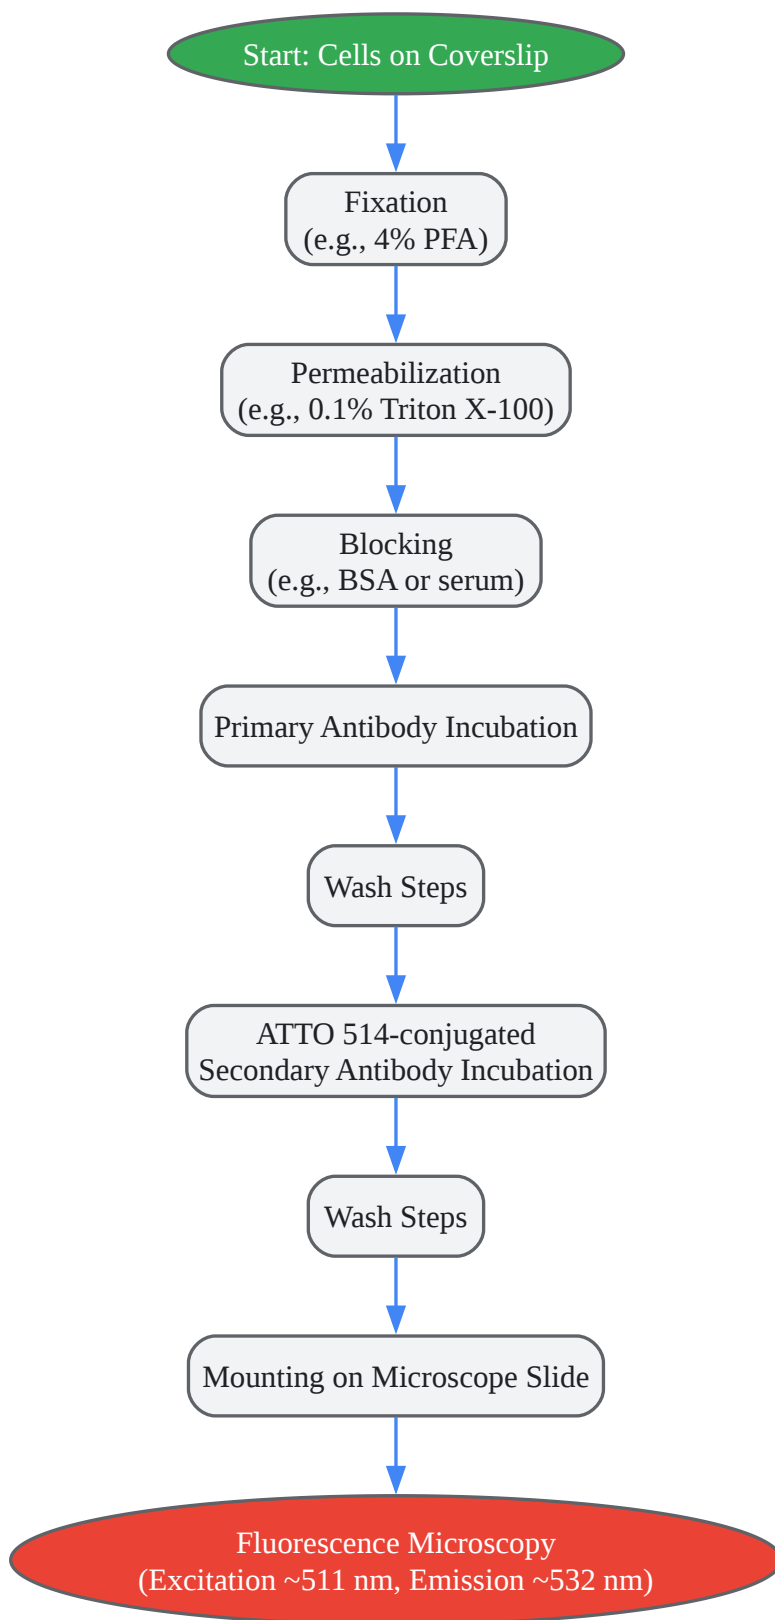 Start: Cells on Coverslip
Fixation
(e.g., 4% PFA)
Permeabilization
(e.g., 0.1% Triton X-100)
Blocking
(e.g., BSA or serum)
Primary Antibody Incubation
Wash Steps
ATTO 514-conjugated
Secondary Antibody Incubation
Wash Steps
Mounting on Microscope Slide
Fluorescence Microscopy
(Excitation ~511 nm, Emission ~532 nm)